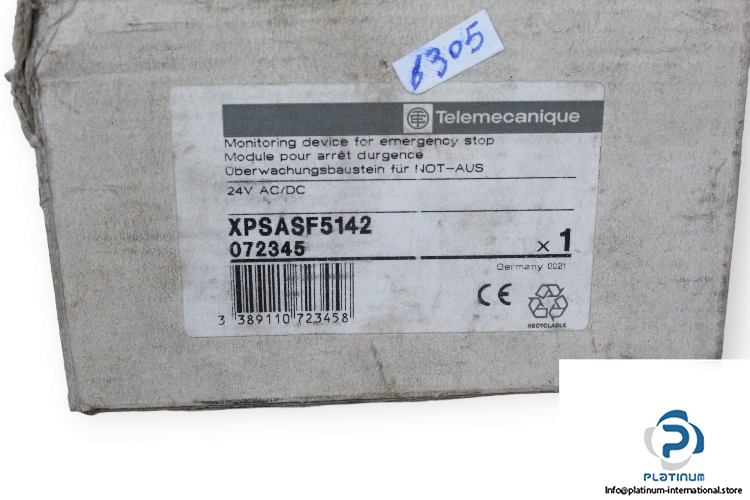 6305
Telemecanique
Monitoring device for emergency stop
Module pour arrêt durgence
Überwachungsbaustein für NOT-AUS
24V AC/DC
XPSASF5142
072345
x 1
Germany 0021
3 389110 723458
CE
RECYCLABLE
PLATINUM
Info@platinum-international.store